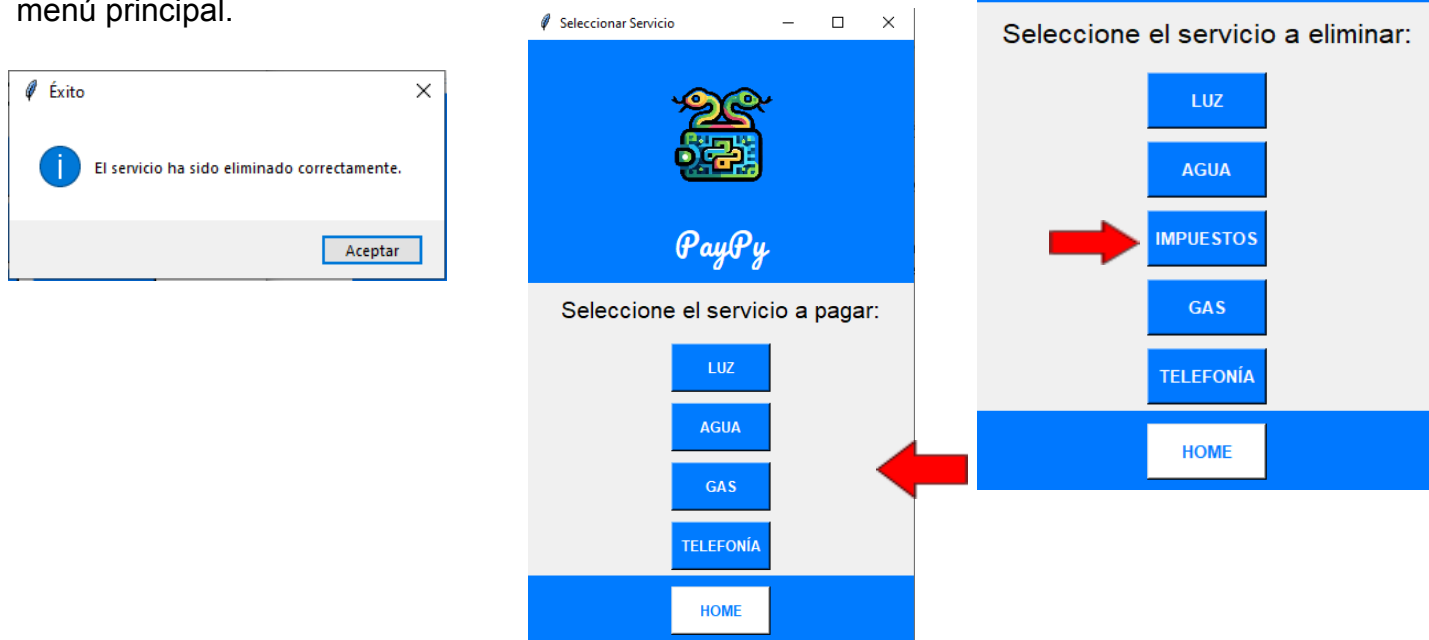 menú principal.
Éxito
El servicio ha sido eliminado correctamente.
Aceptar
Seleccionar Servicio
PayPy
Seleccione el servicio a pagar:
LUZ
AGUA
GAS
TELEFONÍA
HOME
Seleccione el servicio a eliminar:
LUZ
AGUA
IMPUESTOS
GAS
TELEFONÍA
HOME